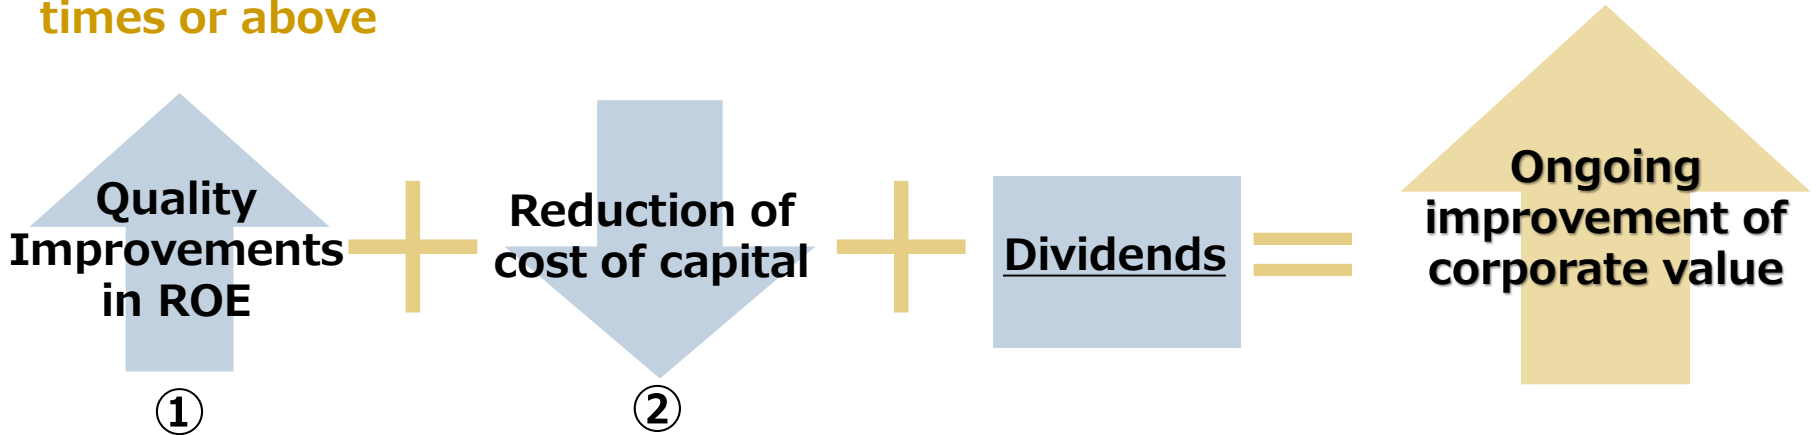 times or above
Quality
Improvements
in ROE
①
Reduction of
cost of capital
②
Dividends
Ongoing
improvement of
corporate value